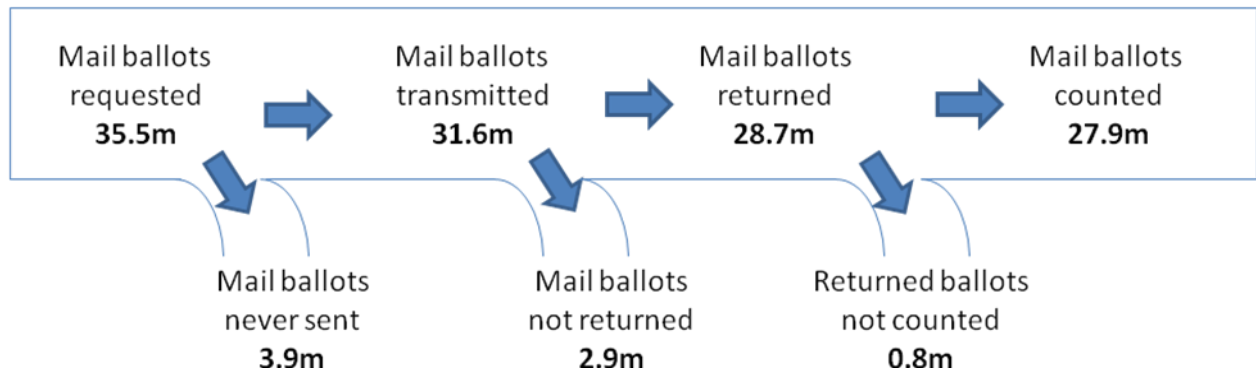 Mail ballots
requested
35.5m
Mail ballots
transmitted
31.6m
Mail ballots
returned
28.7m
Mail ballots
counted
27.9m
Mail ballots
never sent
3.9m
Mail ballots
not returned
2.9m
Returned ballots
not counted
0.8m